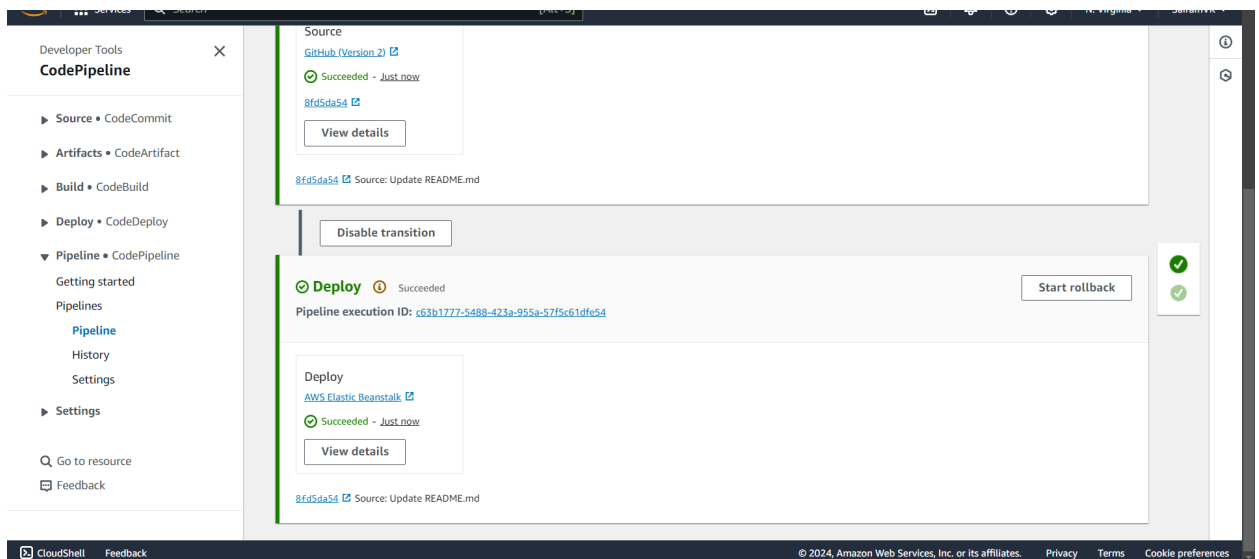 Services
Search
[Alt+S]
N. Virginia
SairamVk
Developer Tools
CodePipeline
Source • CodeCommit
Artifacts • CodeArtifact
Build • CodeBuild
Deploy • CodeDeploy
Pipeline • CodePipeline
Getting started
Pipelines
Pipeline
History
Settings
Settings
Go to resource
Feedback
Source
GitHub (Version 2)
Succeeded - Just now
8fd5da54
View details
8fd5da54 Source: Update README.md
Disable transition
Deploy Succeeded
Start rollback
Pipeline execution ID: c63b1777-5488-423a-955a-57f5c61dfe54
Deploy
AWS Elastic Beanstalk
Succeeded - Just now
View details
8fd5da54 Source: Update README.md
CloudShell Feedback © 2024, Amazon Web Services, Inc. or its affiliates. Privacy Terms Cookie preferences